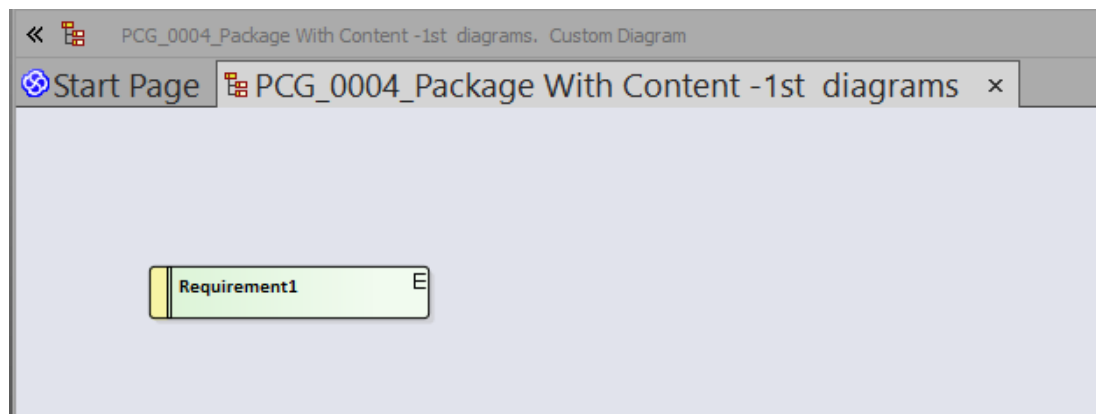 PCG_0004_Package With Content -1st diagrams. Custom Diagram
Start Page PCG_0004_Package With Content -1st diagrams ×
Requirement1 E